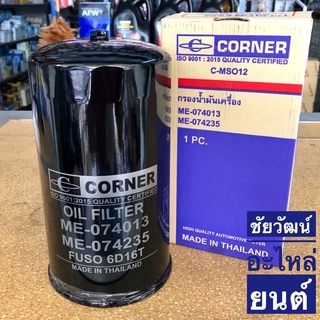 CORNER
ISO 9001 : 2015 QUALITY CERTIFIED
C-MSO12
กรองน้ำมันเครื่อง
ME-074013
ME-074235
1 PC.
HIGH QUALITY AUTOMOTIVE FILTER
MADE IN THAILAND
CORNER
ISO 9001:2015 QUALITY CERTIFIED
OIL FILTER
ME-074013
ME-074235
FUSO 6D16T
MADE IN THAILAND
ชัยวัฒน์
อะไหล่
ยนต์